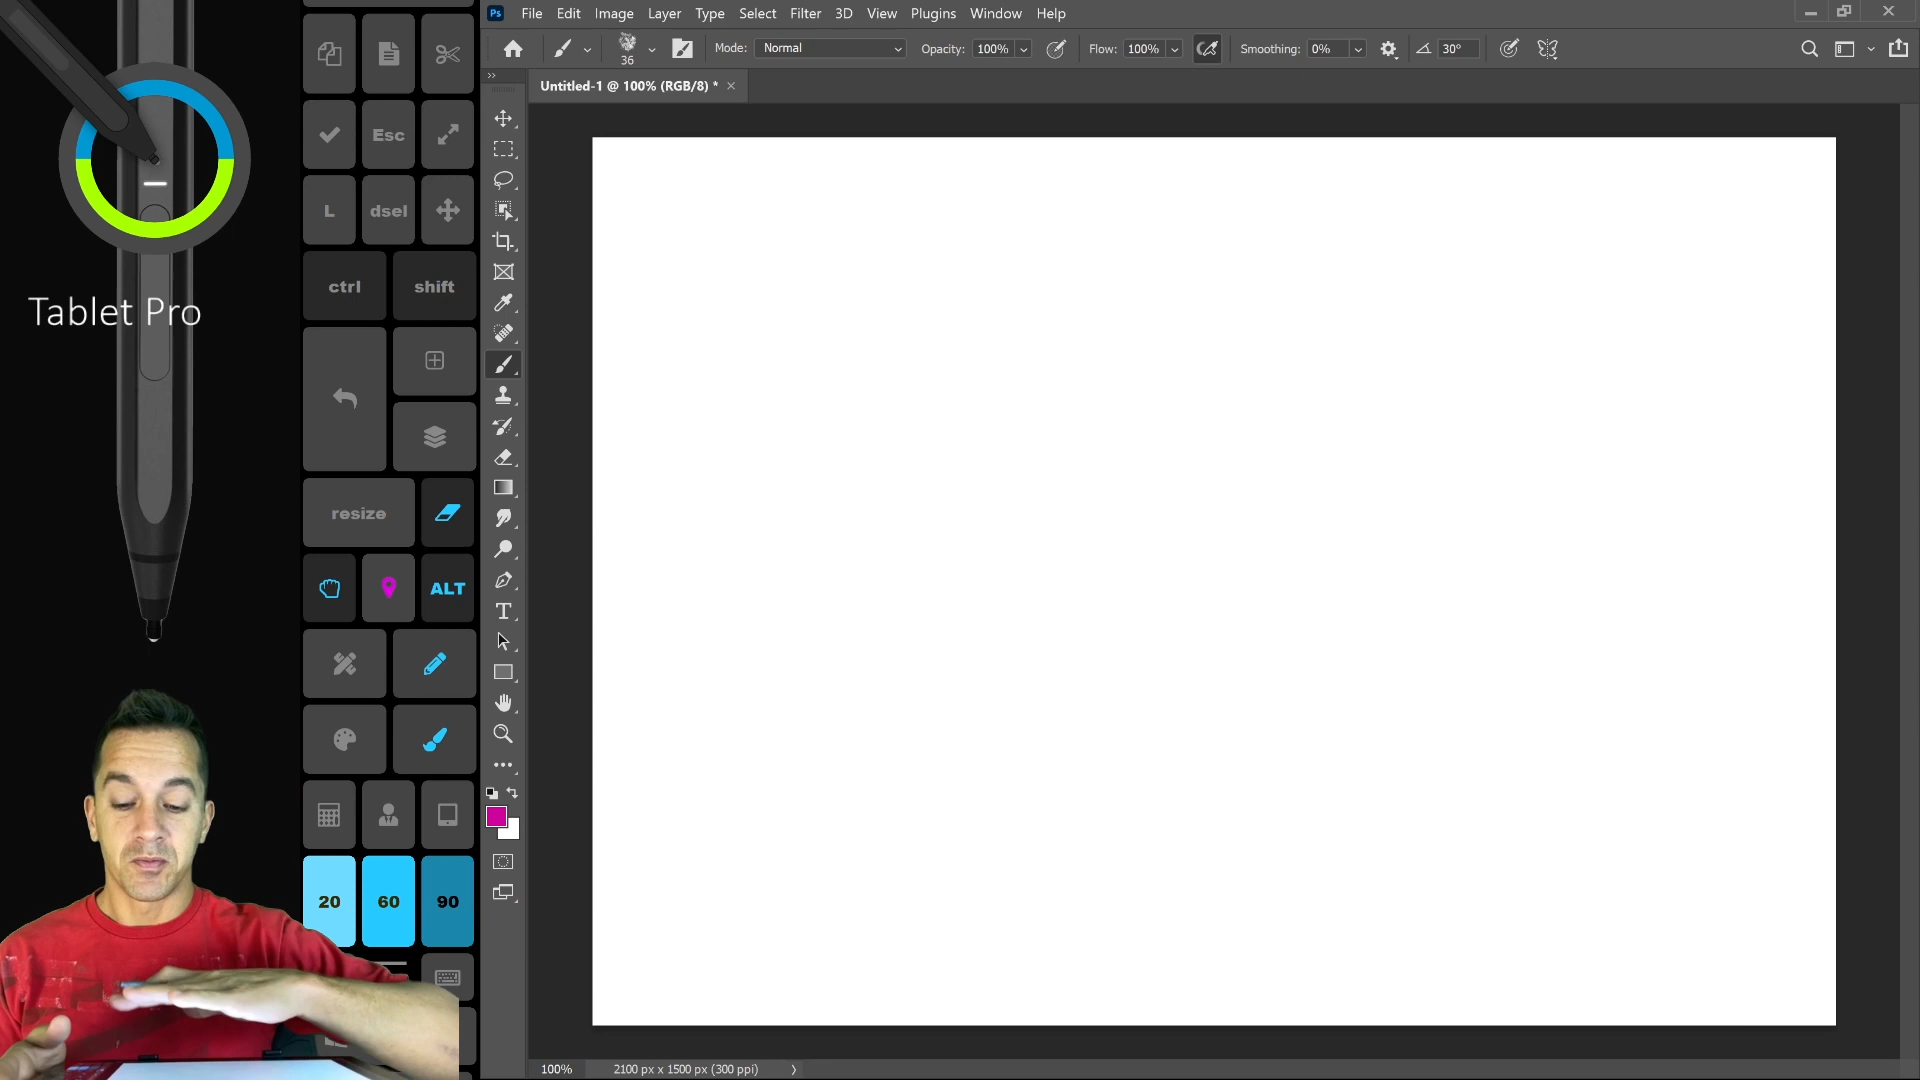 Ps File Edit Image Layer Type Select Filter 3D View Plugins Window Help
36 Mode: Normal Opacity: 100% Flow: 100% Smoothing: 0% 30°
Untitled-1 @ 100% (RGB/8) *
Tablet Pro
Esc
L dsel
ctrl shift
resize
ALT
20 60 90
100% 2100 px x 1500 px (300 ppi)